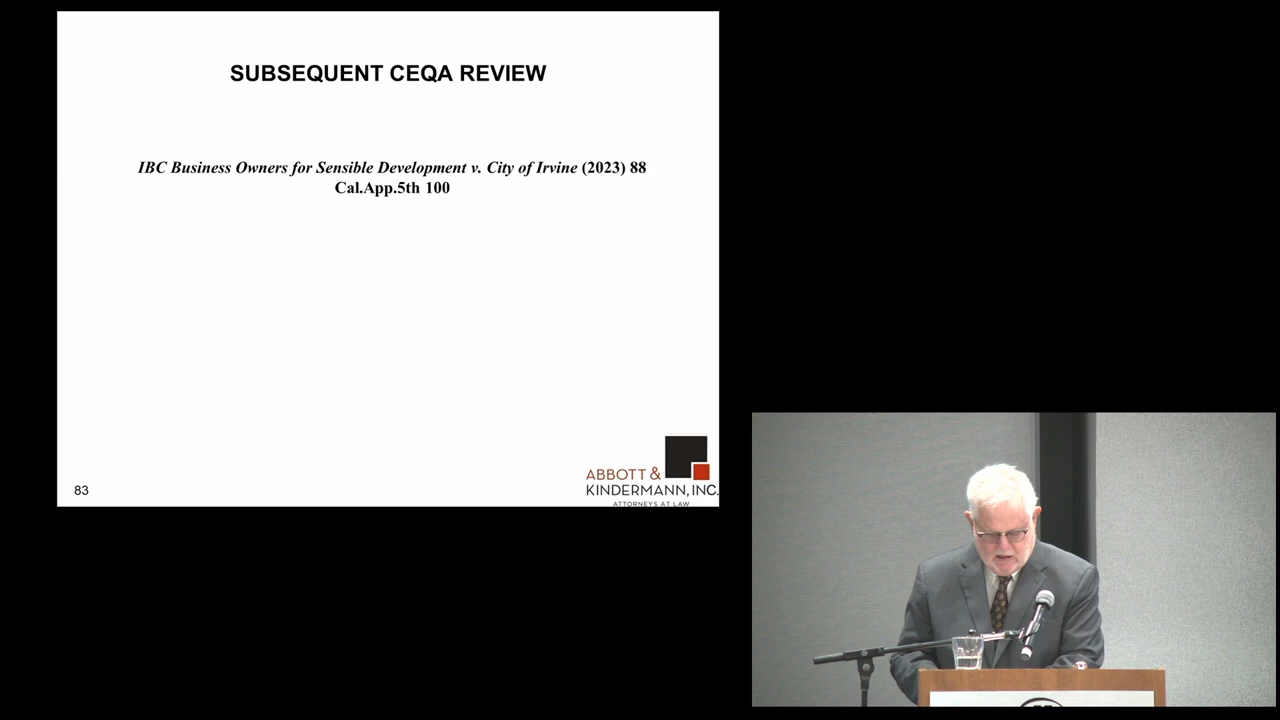 SUBSEQUENT CEQA REVIEW
IBC Business Owners for Sensible Development v. City of Irvine (2023) 88
Cal.App.5th 100
ABBOTT &
KINDERMANN, INC.
ATTORNEYS AT LAW
83